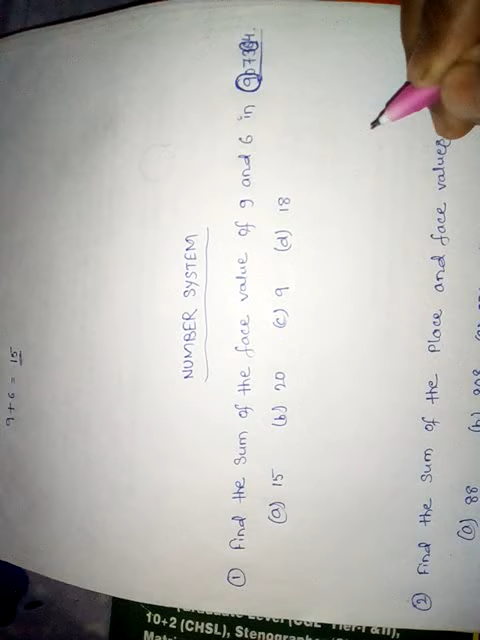 9+6 = 15
NUMBER SYSTEM
① Find the sum of the face value of 9 and 6 in
(a) 15 (b) 20 (c) 9 (d) 18
② Find the sum of the Place and face values
(a) 88 (b)
10+2 (CHSL),